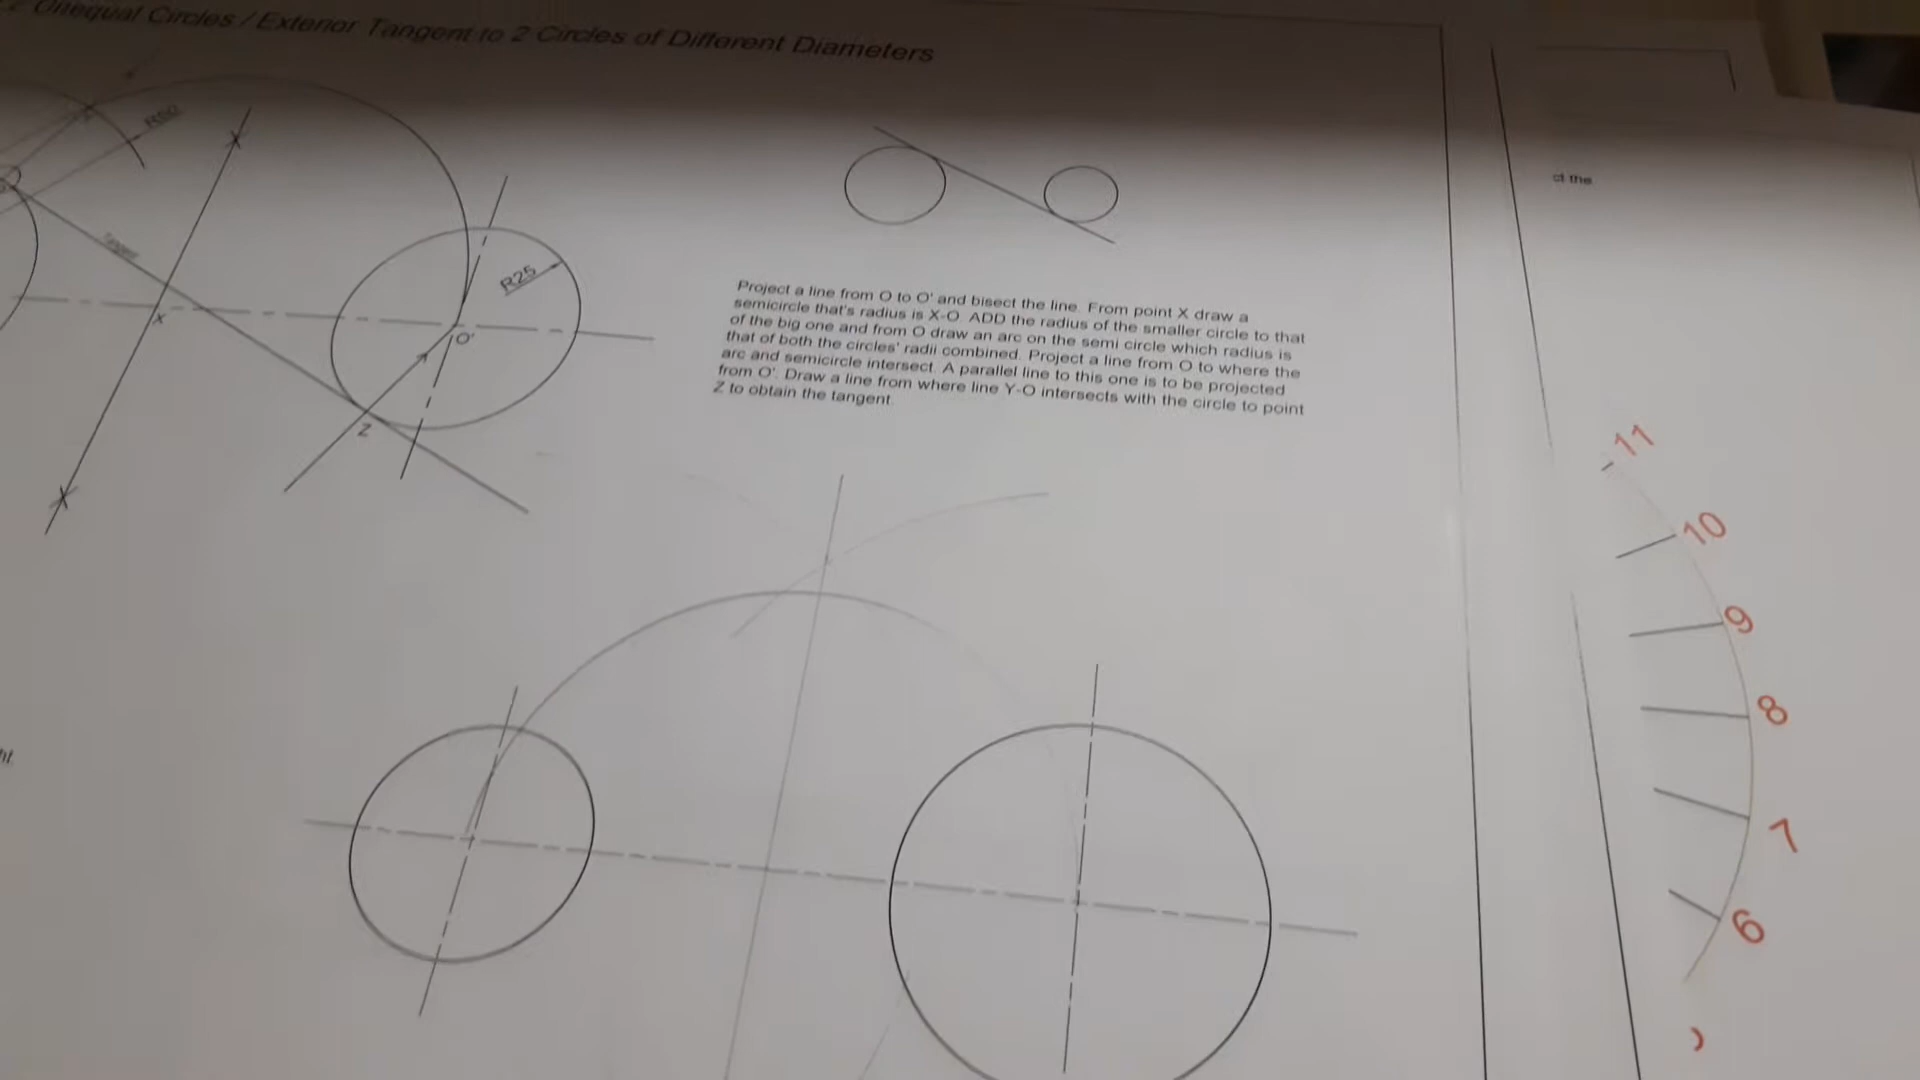 2 Unequal Circles / Exterior Tangent to 2 Circles of Different Diameters
Tangent
X
R25
O'
Z
Project a line from O to O' and bisect the line. From point X draw a
semicircle that's radius is X-O. ADD the radius of the smaller circle to that
of the big one and from O draw an arc on the semi circle which radius is
that of both the circles' radii combined. Project a line from O to where the
arc and semicircle intersect. A parallel line to this one is to be projected
from O'. Draw a line from where line Y-O intersects with the circle to point
Z to obtain the tangent.
ct the
11
10
9
8
7
6